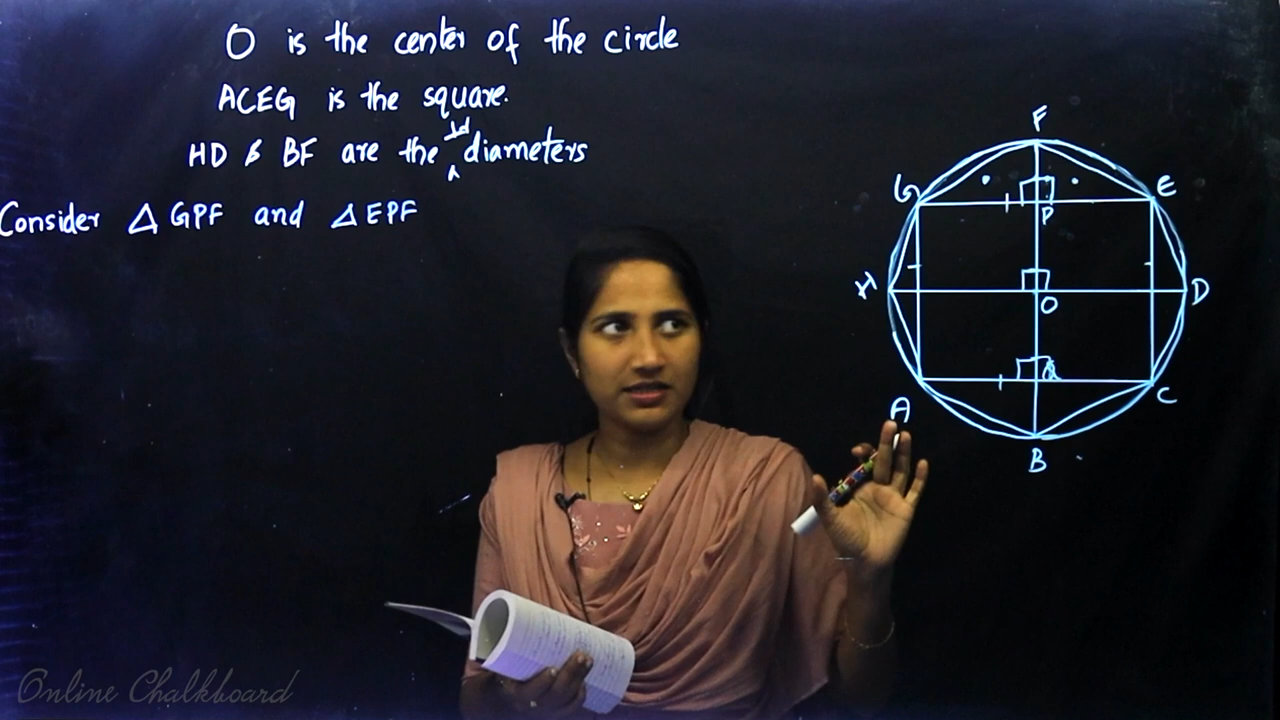 O is the center of the circle
ACEG is the square.
HD & BF are the ⊥d diameters
Consider △ GPF and △ EPF
F
G
E
P
H
O
D
Q
A
C
B
Online Chalkboard